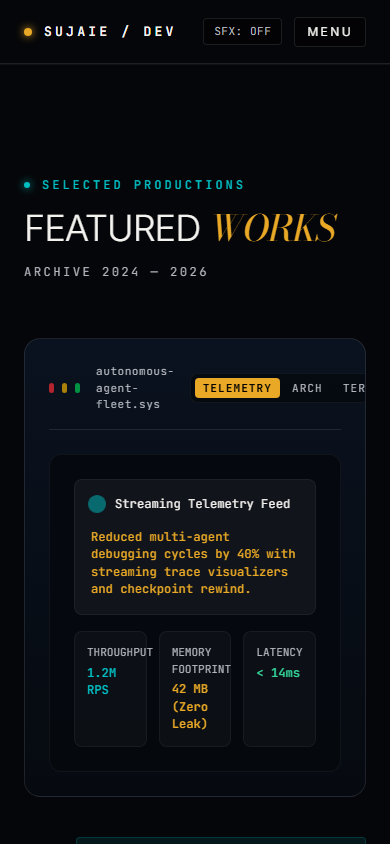 SUJAIE / DEV
SFX: OFF
MENU
SELECTED PRODUCTIONS
FEATURED WORKS
ARCHIVE 2024 — 2026
autonomous-
agent-
fleet.sys
TELEMETRY
ARCH
TER
Streaming Telemetry Feed
Reduced multi-agent
debugging cycles by 40% with
streaming trace visualizers
and checkpoint rewind.
THROUGHPUT
1.2M
RPS
MEMORY
FOOTPRINT
42 MB
(Zero
Leak)
LATENCY
< 14ms